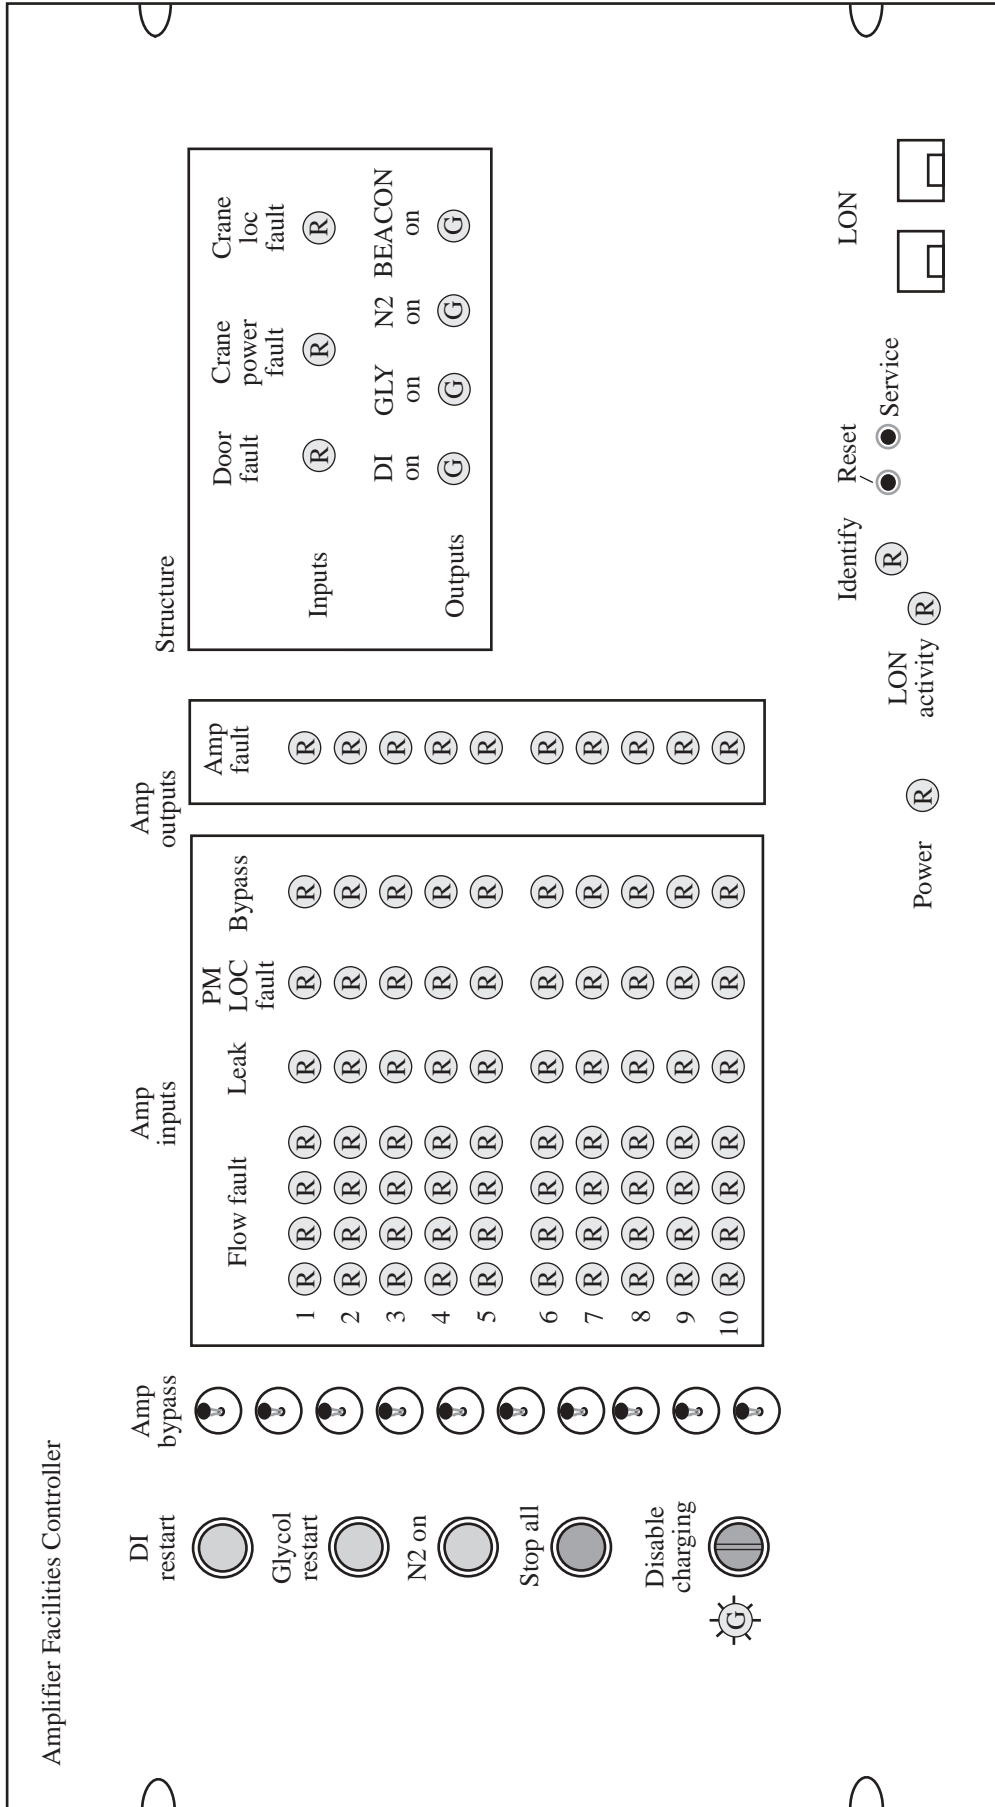 Amplifier Facilities Controller
DI
restart
Glycol
restart
N2 on
Stop all
Disable
charging
G
Amp
bypass
Amp
inputs
Flow fault
Leak
PM
LOC
fault
Bypass
1 R R R R R R R
2 R R R R R R R
3 R R R R R R R
4 R R R R R R R
5 R R R R R R R
6 R R R R R R R
7 R R R R R R R
8 R R R R R R R
9 R R R R R R R
10 R R R R R R R
Amp
outputs
Amp
fault
R
R
R
R
R
R
R
R
R
R
Structure
Door
fault
Crane
power
fault
Crane
loc
fault
Inputs R R R
DI
on
GLY
on
N2
on
BEACON
on
Outputs G G G G
Power R
LON
activity R
Identify / Reset
R
Service
LON